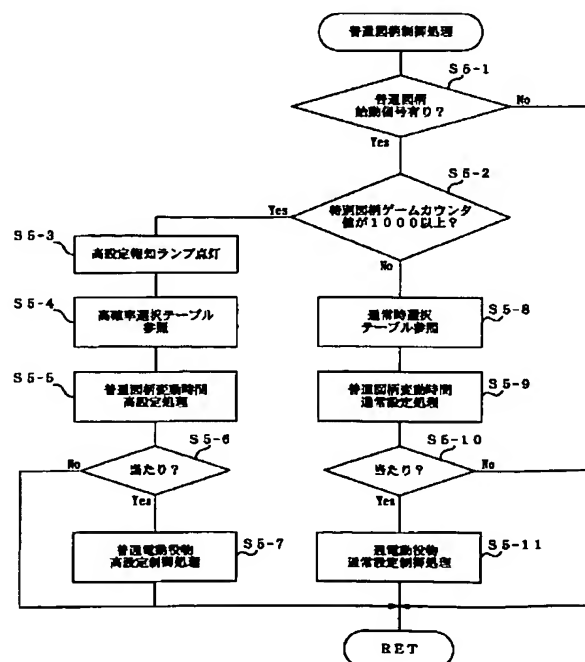 普通図柄制御処理
S5-1
普通図柄
始動信号有り？
No
Yes
S5-2
特別図柄ゲームカウンタ
値が1000以上？
Yes
No
S5-3
高設定報知ランプ点灯
S5-4
高確率選択テーブル
参照
S5-8
通常時選択
テーブル参照
S5-5
普通図柄変動時間
高設定処理
S5-9
普通図柄変動時間
通常設定処理
S5-6
No
当たり？
Yes
S5-10
当たり？
No
Yes
S5-7
普通電動役物
高設定制御処理
S5-11
通電動役物
通常設定制御処理
RET